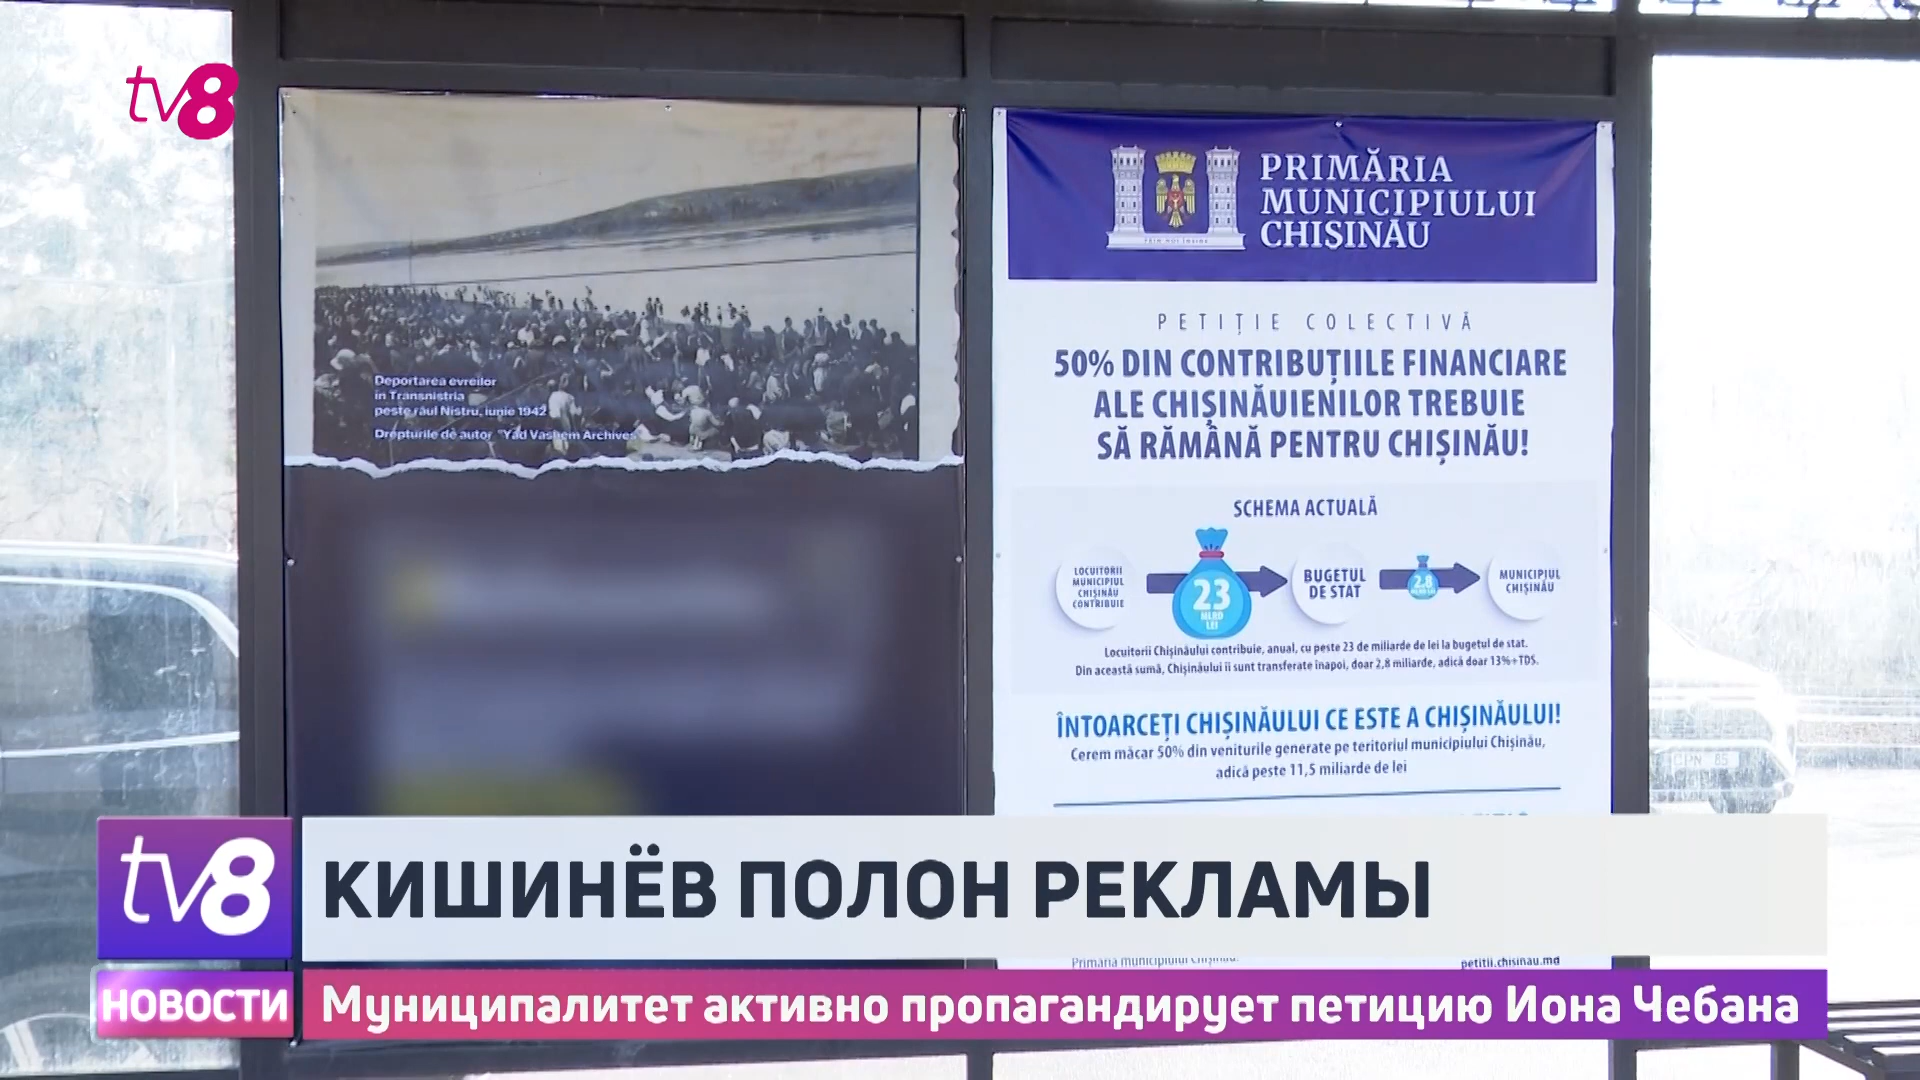 tv8
Deportarea evreilor
în Transnistria
peste râul Nistru, iunie 1942
Drepturile de autor "Yad Vashem Archives"
PRIMĂRIA
MUNICIPIULUI
CHIȘINĂU
PETIȚIE COLECTIVĂ
50% DIN CONTRIBUȚIILE FINANCIARE
ALE CHIȘINĂUIENILOR TREBUIE
SĂ RĂMÂNĂ PENTRU CHIȘINĂU!
SCHEMA ACTUALĂ
LOCUITORII
MUNICIPIUL
CHIȘINĂU
CONTRIBUIE
23
MLRD
LEI
BUGETUL
DE STAT
2,8
MLRD LEI
MUNICIPIUL
CHIȘINĂU
Locuitorii Chișinăului contribuie, anual, cu peste 23 de miliarde de lei la bugetul de stat.
Din această sumă, Chișinăului îi sunt transferate înapoi, doar 2,8 miliarde, adică doar 13%+TDS.
ÎNTOARCEȚI CHIȘINĂULUI CE ESTE A CHIȘINĂULUI!
Cerem măcar 50% din veniturile generate pe teritoriul municipiului Chișinău,
adică peste 11,5 miliarde de lei
CPN 85
tv8
КИШИНЁВ ПОЛОН РЕКЛАМЫ
Primăria municipiului Chișinău.
petitii.chisinau.md
НОВОСТИ
Муниципалитет активно пропагандирует петицию Иона Чебана